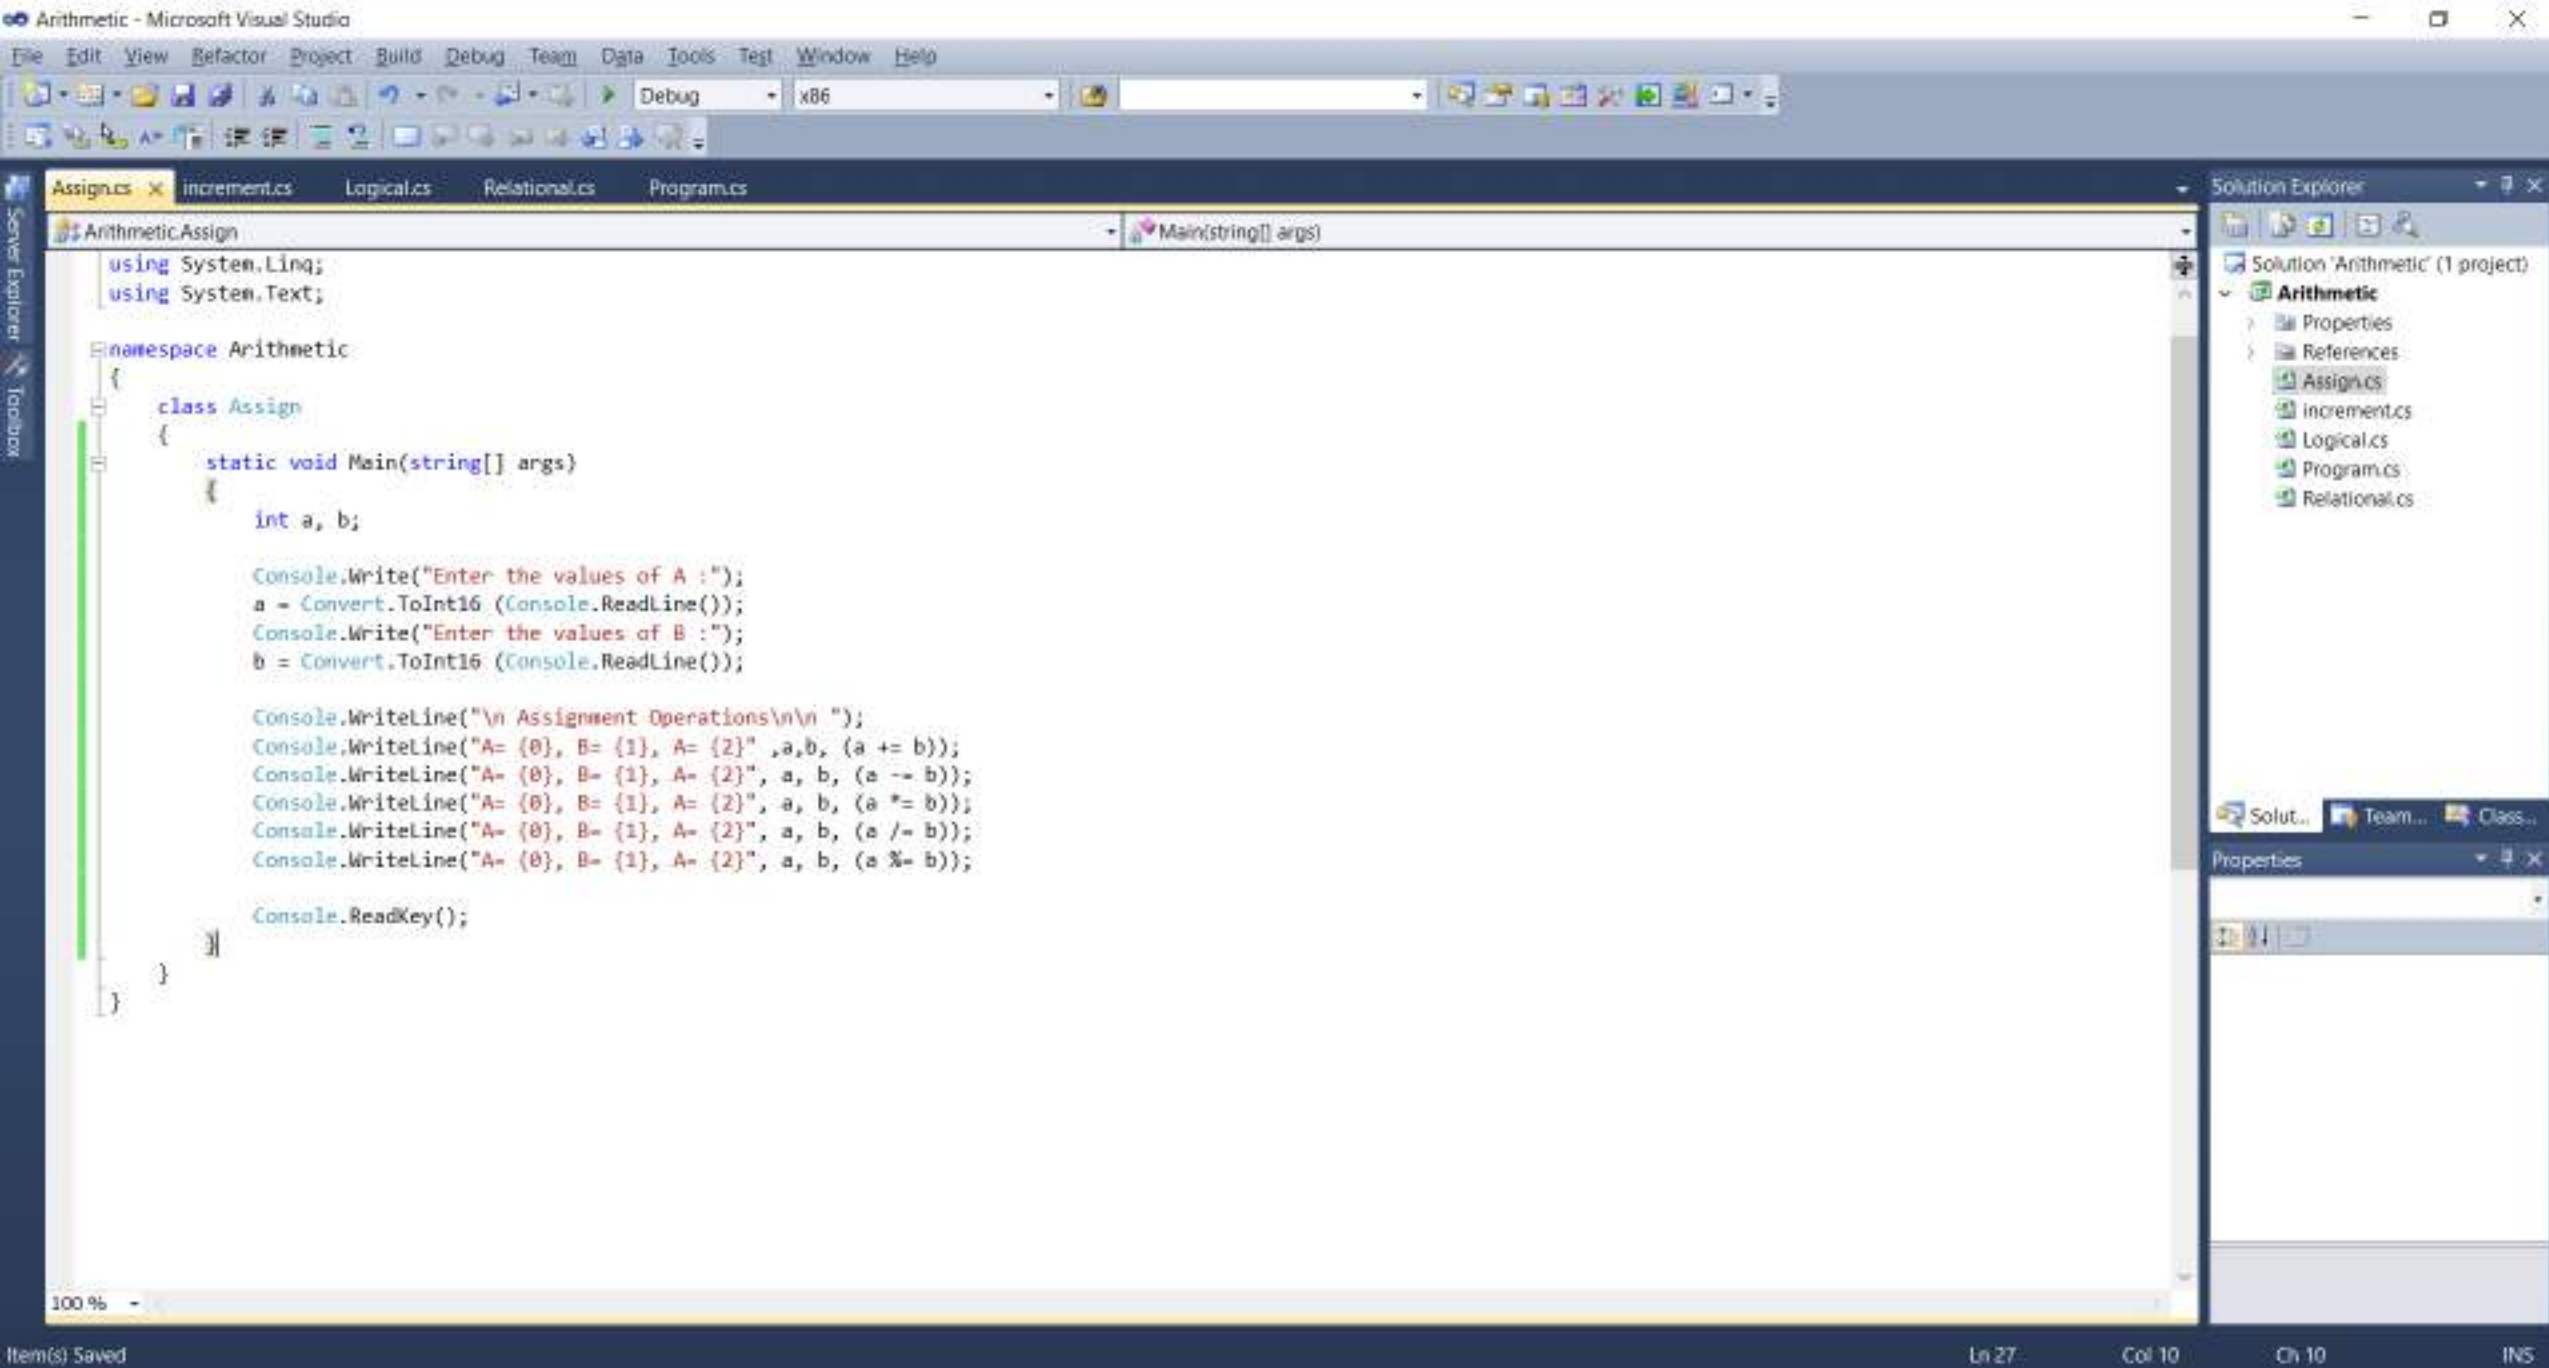 Arithmetic - Microsoft Visual Studio
File Edit View Refactor Project Build Debug Team Data Tools Test Window Help
Debug x86
Assign.cs increment.cs Logical.cs Relational.cs Program.cs
Arithmetic.Assign Main(string[] args)
Server Explorer
Toolbox
using System.Linq;
using System.Text;
namespace Arithmetic
{
class Assign
{
static void Main(string[] args)
{
int a, b;
Console.Write("Enter the values of A :");
a = Convert.ToInt16 (Console.ReadLine());
Console.Write("Enter the values of B :");
b = Convert.ToInt16 (Console.ReadLine());
Console.WriteLine("\n Assignment Operations\n\n ");
Console.WriteLine("A= {0}, B= {1}, A= {2}" ,a,b, (a += b));
Console.WriteLine("A= {0}, B= {1}, A= {2}", a, b, (a -= b));
Console.WriteLine("A= {0}, B= {1}, A= {2}", a, b, (a *= b));
Console.WriteLine("A= {0}, B= {1}, A= {2}", a, b, (a /= b));
Console.WriteLine("A= {0}, B= {1}, A= {2}", a, b, (a %= b));
Console.ReadKey();
}
}
}
100 %
Solution Explorer
Solution 'Arithmetic' (1 project)
Arithmetic
Properties
References
Assign.cs
increment.cs
Logical.cs
Program.cs
Relational.cs
Solut... Team... Class...
Properties
Item(s) Saved Ln 27 Col 10 Ch 10 INS